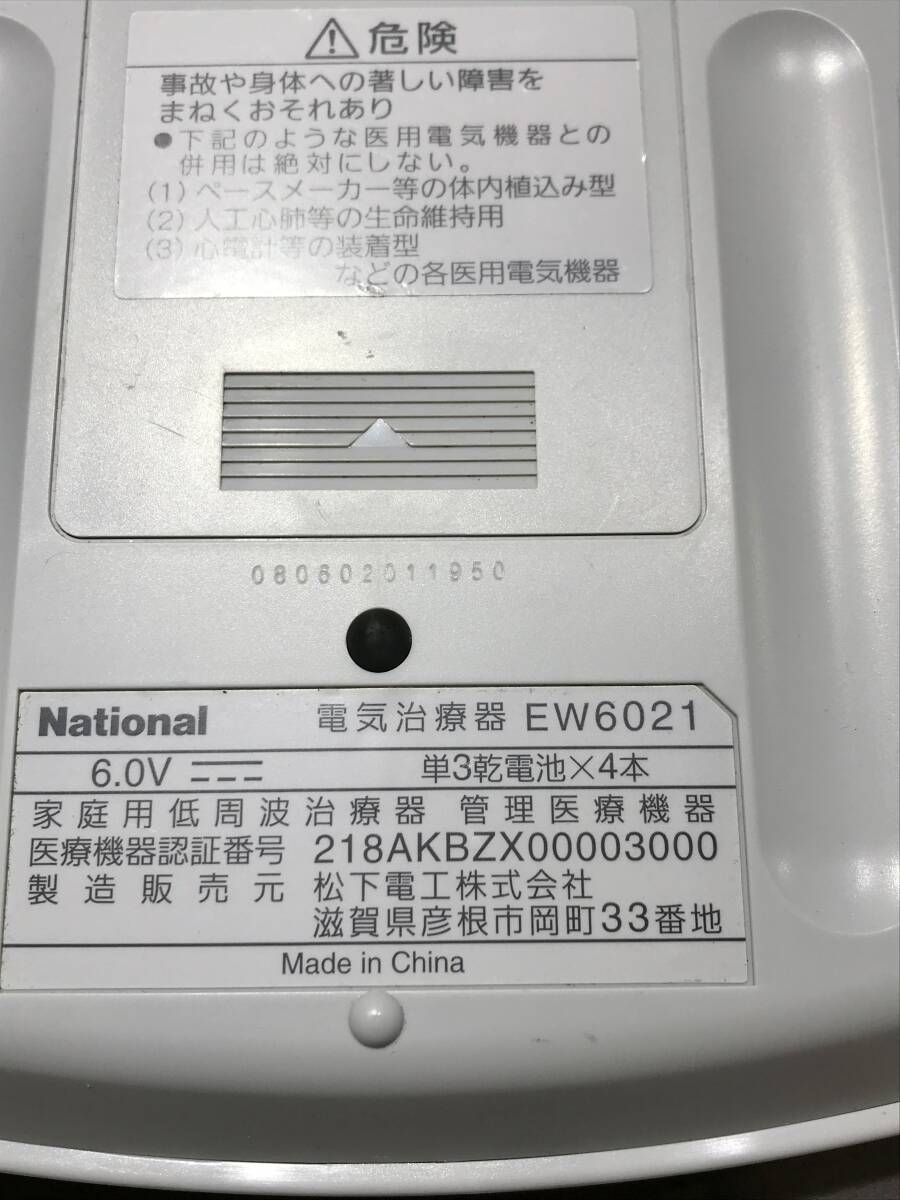 ⚠危険
事故や身体への著しい障害を
まねくおそれあり
●下記のような医用電気機器との
併用は絶対にしない。
(1) ペースメーカー等の体内植込み型
(2) 人工心肺等の生命維持用
(3) 心電計等の装着型
などの各医用電気機器
080602011950
National 電気治療器 EW6021
6.0V 単3乾電池×4本
家庭用低周波治療器 管理医療機器
医療機器認証番号 218AKBZX00003000
製造販売元 松下電工株式会社
滋賀県彦根市岡町33番地
Made in China